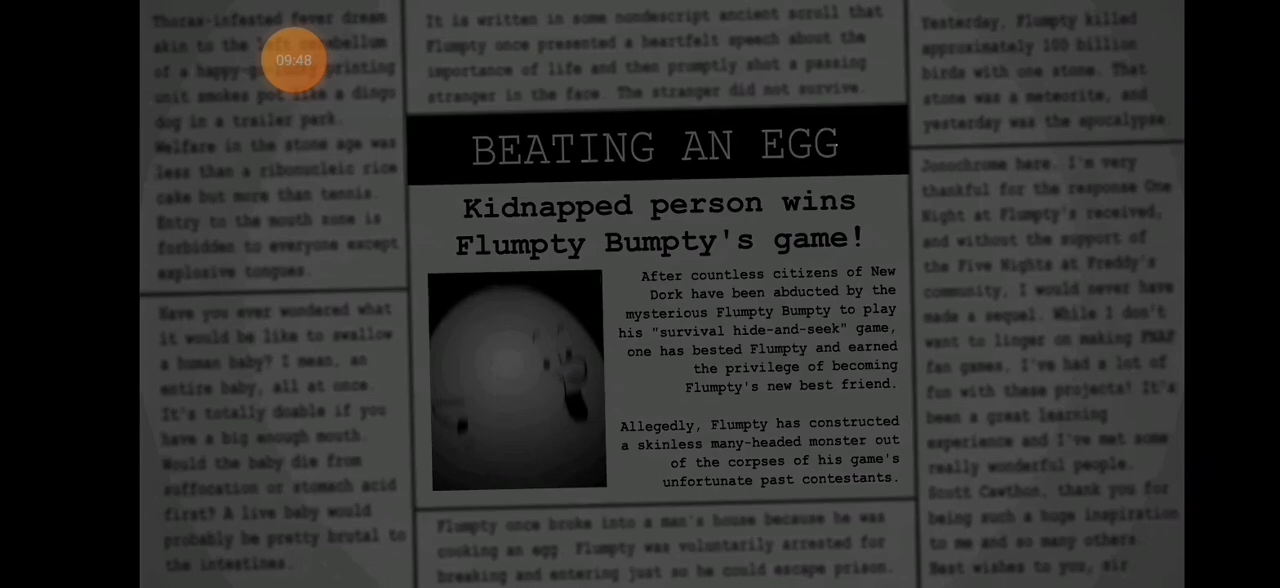 Thorax-infested fever dream
akin to the left cerebellum
of a happy-g printing
unit smokes pot like a dingo
dog in a trailer park.
Welfare in the stone age was
less than a ribonucleic rice
cake but more than tennis.
Entry to the mouth zone is
forbidden to everyone except
explosive tongues.
Have you ever wondered what
it would be like to swallow
a human baby? I mean, an
entire baby, all at once.
It's totally doable if you
have a big enough mouth.
Would the baby die from
suffocation or stomach acid
first? A live baby would
probably be pretty brutal to
the intestines.
09:48
It is written in some nondescript ancient scroll that
Flumpty once presented a heartfelt speech about the
importance of life and then promptly shot a passing
stranger in the face. The stranger did not survive.
BEATING AN EGG
Kidnapped person wins
Flumpty Bumpty's game!
After countless citizens of New
Dork have been abducted by the
mysterious Flumpty Bumpty to play
his "survival hide-and-seek" game,
one has bested Flumpty and earned
the privilege of becoming
Flumpty's new best friend.
Allegedly, Flumpty has constructed
a skinless many-headed monster out
of the corpses of his game's
unfortunate past contestants.
Flumpty once broke into a man's house because he was
cooking an egg. Flumpty was voluntarily arrested for
breaking and entering just so he could escape prison.
Yesterday, Flumpty killed
approximately 100 billion
birds with one stone. That
stone was a meteorite, and
yesterday was the apocalypse.
Jonochrome here. I'm very
thankful for the response One
Night at Flumpty's received,
and without the support of
the Five Nights at Freddy's
community, I would never have
made a sequel. While I don't
want to linger on making FNAF
fan games, I've had a lot of
fun with these projects! It's
been a great learning
experience and I've met some
really wonderful people.
Scott Cawthon, thank you for
being such a huge inspiration
to me and so many others.
Best wishes to you, sir